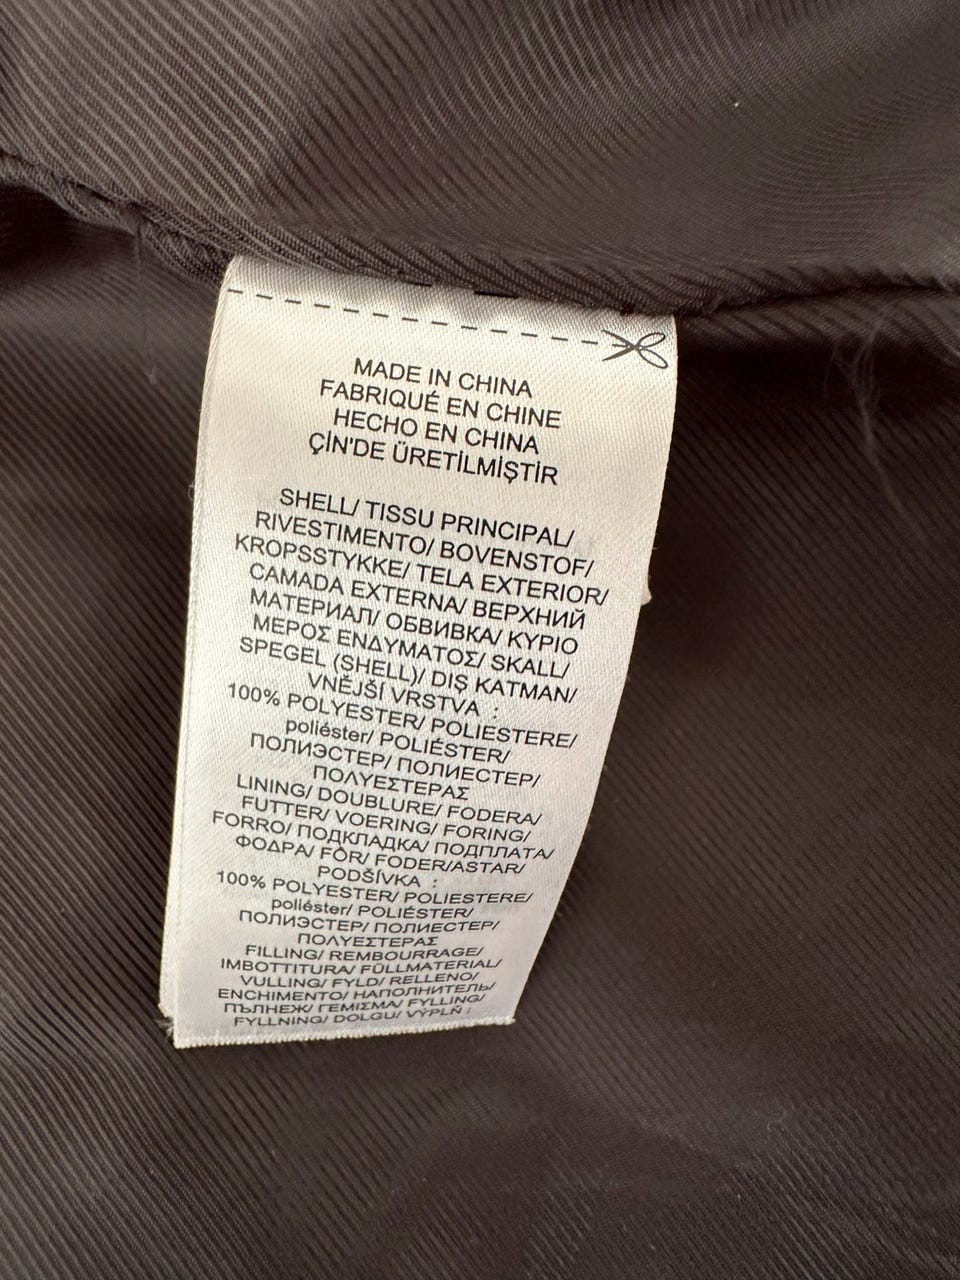 MADE IN CHINA
FABRIQUÉ EN CHINE
HECHO EN CHINA
ÇİN'DE ÜRETİLMİŞTİR
SHELL/ TISSU PRINCIPAL/
RIVESTIMENTO/ BOVENSTOF/
KROPSSTYKKE/ TELA EXTERIOR/
CAMADA EXTERNA/ ВЕРХНИЙ
МАТЕРИАЛ/ ОБВИВКА/ ΚΥΡΙΟ
ΜΕΡΟΣ ΕΝΔΥΜΑΤΟΣ/ SKALL/
SPEGEL (SHELL)/ DIŞ KATMAN/
VNĚJŠÍ VRSTVA :
100% POLYESTER/ POLIESTERE/
poliéster/ POLIÉSTER/
ПОЛИЭСТЕР/ ПОЛИЕСТЕР/
ΠΟΛΥΕΣΤΕΡΑΣ
LINING/ DOUBLURE/ FODERA/
FUTTER/ VOERING/ FORING/
FORRO/ ПОДКЛАДКА/ ПОДПЛАТА/
ΦΟΔΡΑ/ FÔR/ FODER/ASTAR/
PODŠÍVKA :
100% POLYESTER/ POLIESTERE/
poliéster/ POLIÉSTER/
ПОЛИЭСТЕР/ ПОЛИЕСТЕР/
ΠΟΛΥΕΣΤΕΡΑΣ
FILLING/ REMBOURRAGE/
IMBOTTITURA/ FÜLLMATERIAL/
VULLING/ FYLD/ RELLENO/
ENCHIMENTO/ НАПОЛНИТЕЛЬ/
ПЪЛНЕЖ/ ΓΕΜΙΣΜΑ/ FYLLING/
FYLLNING/ DOLGU/ VÝPLŇ :